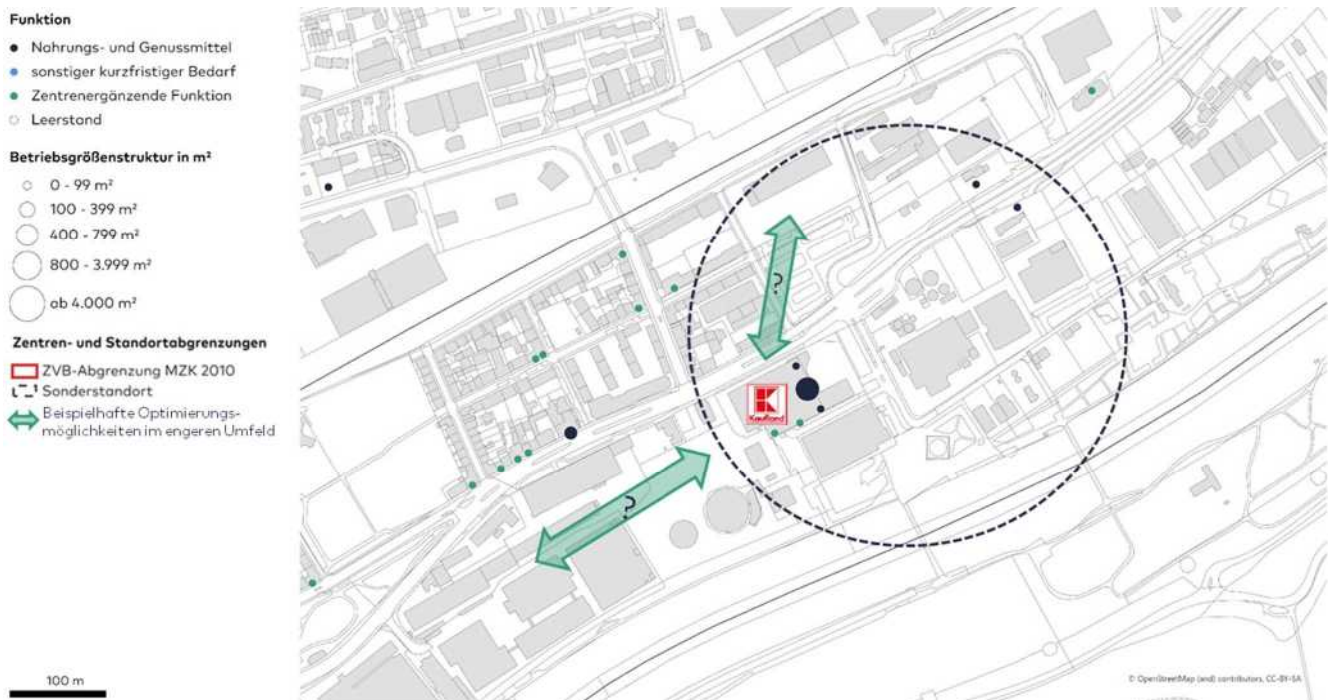 Funktion
Nahrungs- und Genussmittel
sonstiger kurzfristiger Bedarf
Zentrenergänzende Funktion
Leerstand
Betriebsgrößenstruktur in m²
0 - 99 m²
100 - 399 m²
400 - 799 m²
800 - 3.999 m²
ab 4.000 m²
Zentren- und Standortabgrenzungen
ZVB-Abgrenzung MZK 2010
Sonderstandort
Beispielhafte Optimierungs-
möglichkeiten im engeren Umfeld
100 m
?
Kaufland
?
© OpenStreetMap (and) contributors, CC-BY-SA